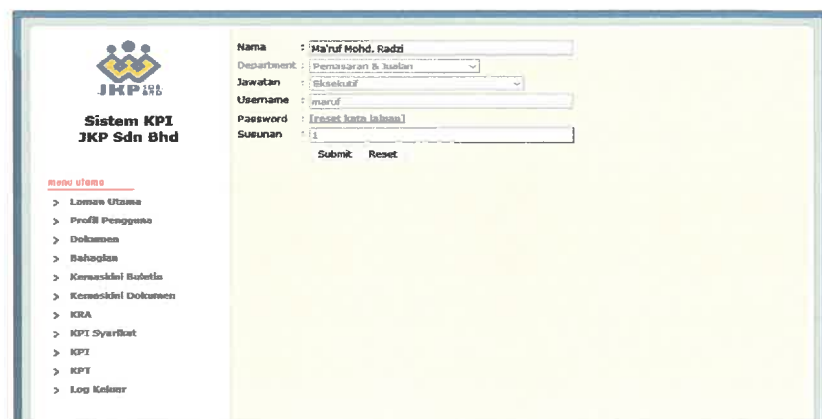 JKP SDN. BHD.
Sistem KPI
JKP Sdn Bhd
menu utama
> Laman Utama
> Profil Pengguna
> Dokumen
> Bahagian
> Kemaskini Buletin
> Kemaskini Dokumen
> KRA
> KPI Syarikat
> KPI
> KPT
> Log Keluar
Nama : Ma'ruf Mohd. Radzi
Department : Pemasaran & Jualan
Jawatan : Eksekutif
Username : maruf
Password : [reset kata laluan]
Susunan : 1
Submit Reset